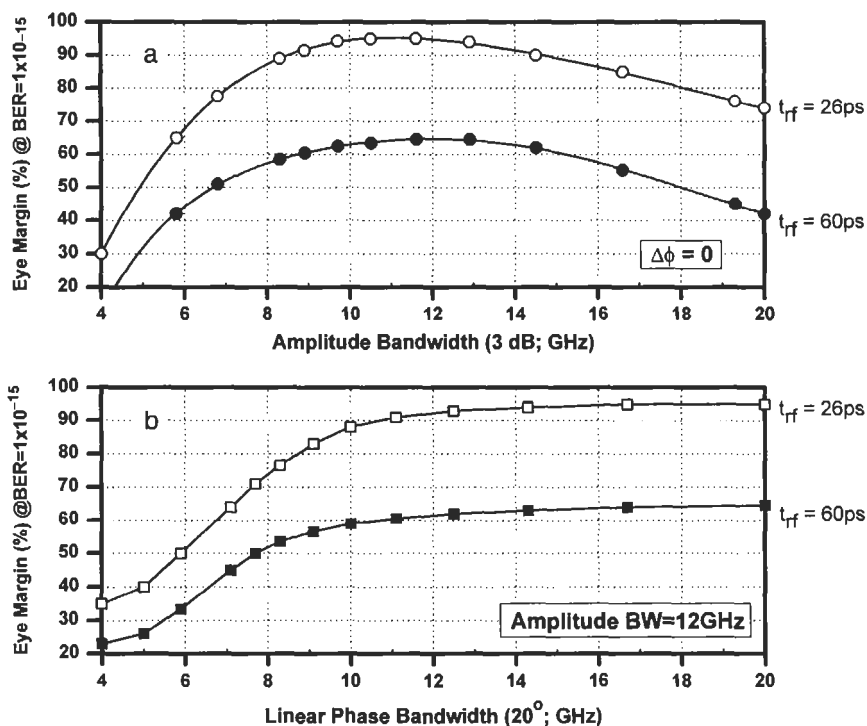 Eye Margin (%) @ BER=1x10⁻¹⁵
100
90
80
70
60
50
40
30
20
a
t_rf = 26ps
t_rf = 60ps
Δϕ = 0
4 6 8 10 12 14 16 18 20
Amplitude Bandwidth (3 dB; GHz)
Eye Margin (%) @BER=1x10⁻¹⁵
100
90
80
70
60
50
40
30
20
b
t_rf = 26ps
t_rf = 60ps
Amplitude BW=12GHz
4 6 8 10 12 14 16 18 20
Linear Phase Bandwidth (20°; GHz)